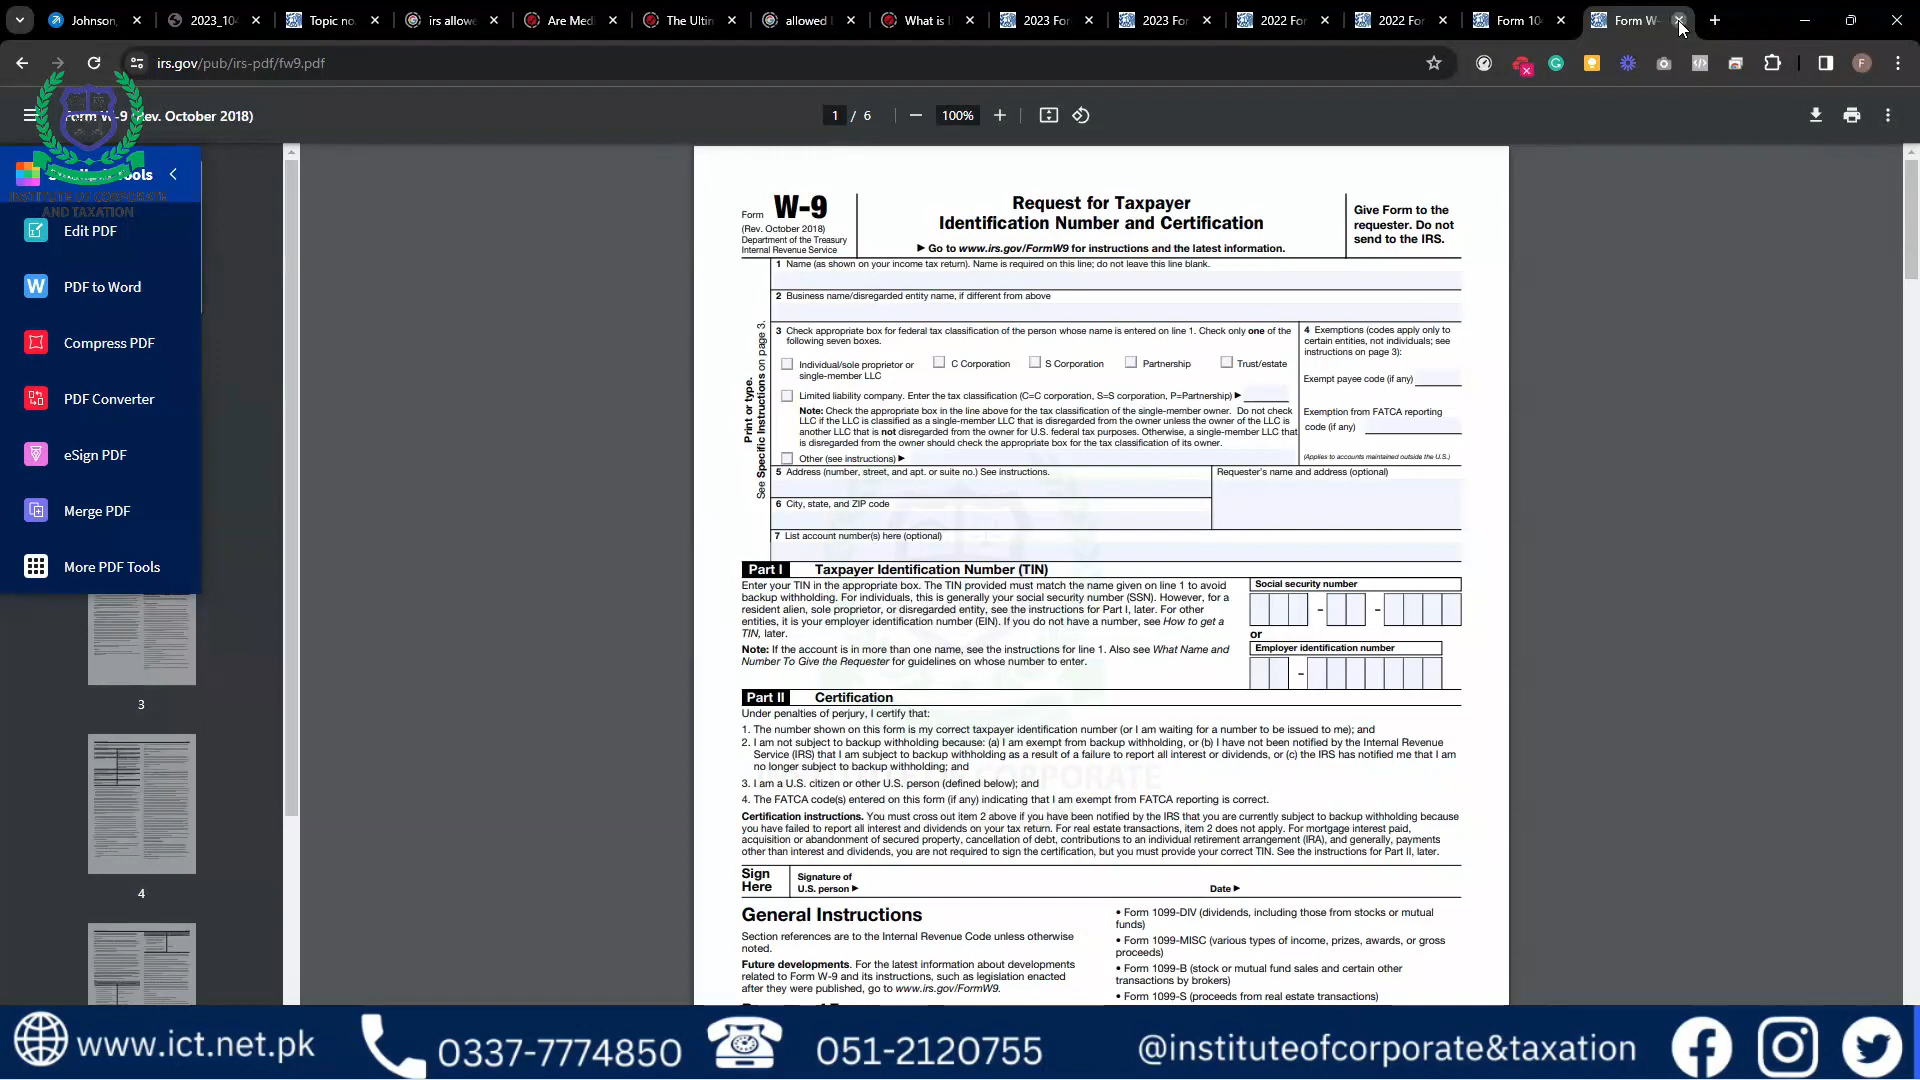 Johnson,
2023_104
Topic no.
irs allowe
Are Medi
The Ultin
allowed l
What is l
2023 For
2023 For
2022 For
2022 For
Form 104
Form W-
irs.gov/pub/irs-pdf/fw9.pdf
Form W-9 (Rev. October 2018)
1 / 6
100%
INSTITUTE OF CORPORATE
AND TAXATION
Edit PDF
PDF to Word
Compress PDF
PDF Converter
eSign PDF
Merge PDF
More PDF Tools
3
4
Form W-9
(Rev. October 2018)
Department of the Treasury
Internal Revenue Service
Request for Taxpayer
Identification Number and Certification
▶ Go to www.irs.gov/FormW9 for instructions and the latest information.
Give Form to the
requester. Do not
send to the IRS.
Print or type.
See Specific Instructions on page 3.
1 Name (as shown on your income tax return). Name is required on this line; do not leave this line blank.
2 Business name/disregarded entity name, if different from above
3 Check appropriate box for federal tax classification of the person whose name is entered on line 1. Check only one of the
following seven boxes.
Individual/sole proprietor or
single-member LLC
C Corporation
S Corporation
Partnership
Trust/estate
Limited liability company. Enter the tax classification (C=C corporation, S=S corporation, P=Partnership) ▶
Note: Check the appropriate box in the line above for the tax classification of the single-member owner. Do not check
LLC if the LLC is classified as a single-member LLC that is disregarded from the owner unless the owner of the LLC is
another LLC that is not disregarded from the owner for U.S. federal tax purposes. Otherwise, a single-member LLC that
is disregarded from the owner should check the appropriate box for the tax classification of its owner.
Other (see instructions) ▶
4 Exemptions (codes apply only to
certain entities, not individuals; see
instructions on page 3):
Exempt payee code (if any)
Exemption from FATCA reporting
code (if any)
(Applies to accounts maintained outside the U.S.)
5 Address (number, street, and apt. or suite no.) See instructions.
Requester's name and address (optional)
6 City, state, and ZIP code
7 List account number(s) here (optional)
Part I Taxpayer Identification Number (TIN)
Enter your TIN in the appropriate box. The TIN provided must match the name given on line 1 to avoid
backup withholding. For individuals, this is generally your social security number (SSN). However, for a
resident alien, sole proprietor, or disregarded entity, see the instructions for Part I, later. For other
entities, it is your employer identification number (EIN). If you do not have a number, see How to get a
TIN, later.
Note: If the account is in more than one name, see the instructions for line 1. Also see What Name and
Number To Give the Requester for guidelines on whose number to enter.
Social security number
– –
or
Employer identification number
–
Part II Certification
Under penalties of perjury, I certify that:
1. The number shown on this form is my correct taxpayer identification number (or I am waiting for a number to be issued to me); and
2. I am not subject to backup withholding because: (a) I am exempt from backup withholding, or (b) I have not been notified by the Internal Revenue
Service (IRS) that I am subject to backup withholding as a result of a failure to report all interest or dividends, or (c) the IRS has notified me that I am
no longer subject to backup withholding; and
3. I am a U.S. citizen or other U.S. person (defined below); and
4. The FATCA code(s) entered on this form (if any) indicating that I am exempt from FATCA reporting is correct.
Certification instructions. You must cross out item 2 above if you have been notified by the IRS that you are currently subject to backup withholding because
you have failed to report all interest and dividends on your tax return. For real estate transactions, item 2 does not apply. For mortgage interest paid,
acquisition or abandonment of secured property, cancellation of debt, contributions to an individual retirement arrangement (IRA), and generally, payments
other than interest and dividends, you are not required to sign the certification, but you must provide your correct TIN. See the instructions for Part II, later.
Sign
Here
Signature of
U.S. person ▶
Date ▶
General Instructions
Section references are to the Internal Revenue Code unless otherwise
noted.
Future developments. For the latest information about developments
related to Form W-9 and its instructions, such as legislation enacted
after they were published, go to www.irs.gov/FormW9.
• Form 1099-DIV (dividends, including those from stocks or mutual
funds)
• Form 1099-MISC (various types of income, prizes, awards, or gross
proceeds)
• Form 1099-B (stock or mutual fund sales and certain other
transactions by brokers)
• Form 1099-S (proceeds from real estate transactions)
www.ict.net.pk
0337-7774850
051-2120755
@instituteofcorporate&taxation